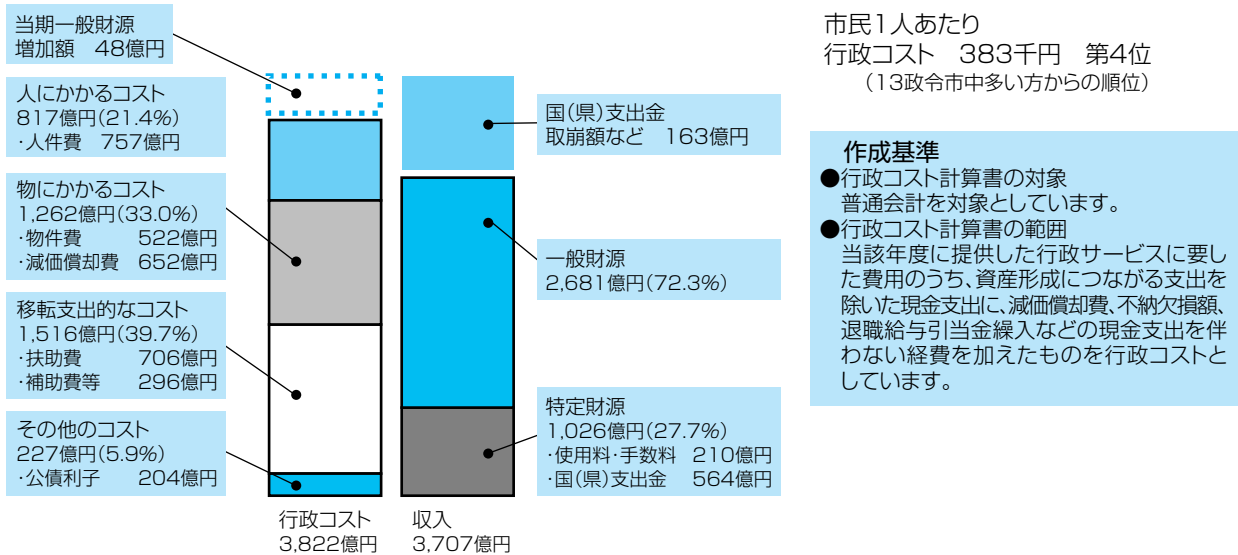 当期一般財源
増加額 48億円
人にかかるコスト
817億円(21.4%)
・人件費 757億円
物にかかるコスト
1,262億円(33.0%)
・物件費 522億円
・減価償却費 652億円
移転支出的なコスト
1,516億円(39.7%)
・扶助費 706億円
・補助費等 296億円
その他のコスト
227億円(5.9%)
・公債利子 204億円
行政コスト
3,822億円
収入
3,707億円
国(県)支出金
取崩額など 163億円
一般財源
2,681億円(72.3%)
特定財源
1,026億円(27.7%)
・使用料・手数料 210億円
・国(県)支出金 564億円
市民1人あたり
行政コスト 383千円 第4位
(13政令市中多い方からの順位)
作成基準
●行政コスト計算書の対象
普通会計を対象としています。
●行政コスト計算書の範囲
当該年度に提供した行政サービスに要し
た費用のうち、資産形成につながる支出を
除いた現金支出に、減価償却費、不納欠損額、
退職給与引当金繰入などの現金支出を伴
わない経費を加えたものを行政コストと
しています。